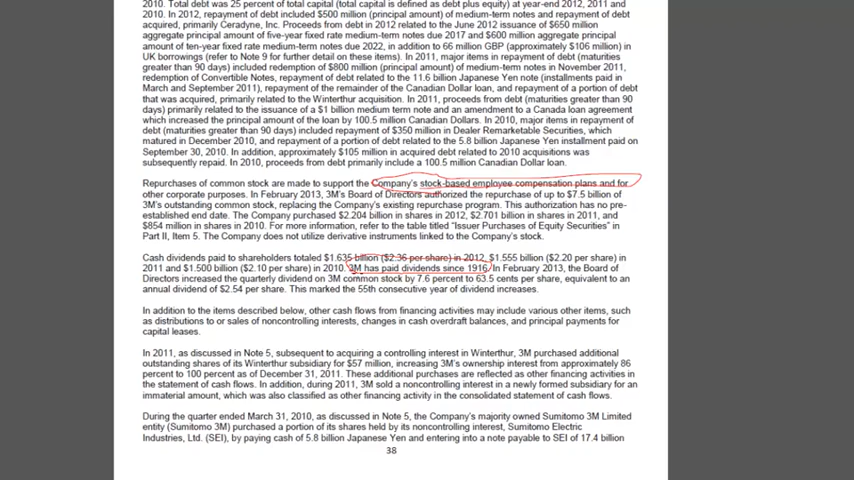 2010. Total debt was 25 percent of total capital (total capital is defined as debt plus equity) at year-end 2012, 2011 and
2010. In 2012, repayment of debt included $500 million (principal amount) of medium-term notes and repayment of debt
acquired, primarily Ceradyne, Inc. Proceeds from debt in 2012 related to the June 2012 issuance of $650 million
aggregate principal amount of five-year fixed rate medium-term notes due 2017 and $600 million aggregate principal
amount of ten-year fixed rate medium-term notes due 2022, in addition to 66 million GBP (approximately $106 million) in
UK borrowings (refer to Note 9 for further detail on these items). In 2011, major items in repayment of debt (maturities
greater than 90 days) included redemption of $800 million (principal amount) of medium-term notes in November 2011,
redemption of Convertible Notes, repayment of debt related to the 11.6 billion Japanese Yen note (installments paid in
March and September 2011), repayment of the remainder of the Canadian Dollar loan, and repayment of a portion of debt
that was acquired, primarily related to the Winterthur acquisition. In 2011, proceeds from debt (maturities greater than 90
days) primarily related to the issuance of a $1 billion medium term note and an amendment to a Canada loan agreement
which increased the principal amount of the loan by 100.5 million Canadian Dollars. In 2010, major items in repayment of
debt (maturities greater than 90 days) included repayment of $350 million in Dealer Remarketable Securities, which
matured in December 2010, and repayment of a portion of debt related to the 5.8 billion Japanese Yen installment paid on
September 30, 2010. In addition, approximately $105 million in acquired debt related to 2010 acquisitions was
subsequently repaid. In 2010, proceeds from debt primarily include a 100.5 million Canadian Dollar loan.
Repurchases of common stock are made to support the Company's stock-based employee compensation plans and for
other corporate purposes. In February 2013, 3M's Board of Directors authorized the repurchase of up to $7.5 billion of
3M's outstanding common stock, replacing the Company's existing repurchase program. This authorization has no pre-
established end date. The Company purchased $2.204 billion in shares in 2012, $2.701 billion in shares in 2011, and
$854 million in shares in 2010. For more information, refer to the table titled "Issuer Purchases of Equity Securities" in
Part II, Item 5. The Company does not utilize derivative instruments linked to the Company's stock.
Cash dividends paid to shareholders totaled $1.635 billion ($2.36 per share) in 2012, $1.555 billion ($2.20 per share) in
2011 and $1.500 billion ($2.10 per share) in 2010. 3M has paid dividends since 1916. In February 2013, the Board of
Directors increased the quarterly dividend on 3M common stock by 7.6 percent to 63.5 cents per share, equivalent to an
annual dividend of $2.54 per share. This marked the 55th consecutive year of dividend increases.
In addition to the items described below, other cash flows from financing activities may include various other items, such
as distributions to or sales of noncontrolling interests, changes in cash overdraft balances, and principal payments for
capital leases.
In 2011, as discussed in Note 5, subsequent to acquiring a controlling interest in Winterthur, 3M purchased additional
outstanding shares of its Winterthur subsidiary for $57 million, increasing 3M's ownership interest from approximately 86
percent to 100 percent as of December 31, 2011. These additional purchases are reflected as other financing activities in
the statement of cash flows. In addition, during 2011, 3M sold a noncontrolling interest in a newly formed subsidiary for an
immaterial amount, which was also classified as other financing activity in the consolidated statement of cash flows.
During the quarter ended March 31, 2010, as discussed in Note 5, the Company's majority owned Sumitomo 3M Limited
entity (Sumitomo 3M) purchased a portion of its shares held by its noncontrolling interest, Sumitomo Electric
Industries, Ltd. (SEI), by paying cash of 5.8 billion Japanese Yen and entering into a note payable to SEI of 17.4 billion
38